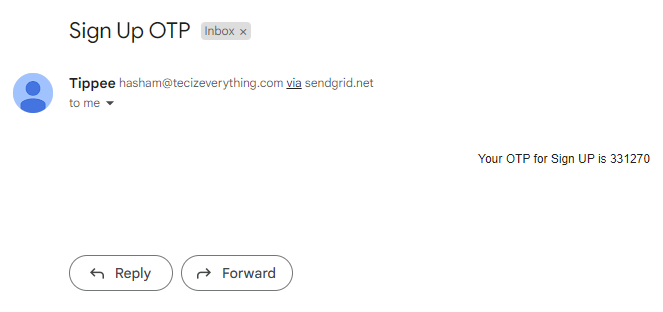 Sign Up OTP Inbox ×
Tippee hasham@tecizeverything.com via sendgrid.net
to me
Your OTP for Sign UP is 331270
Reply Forward